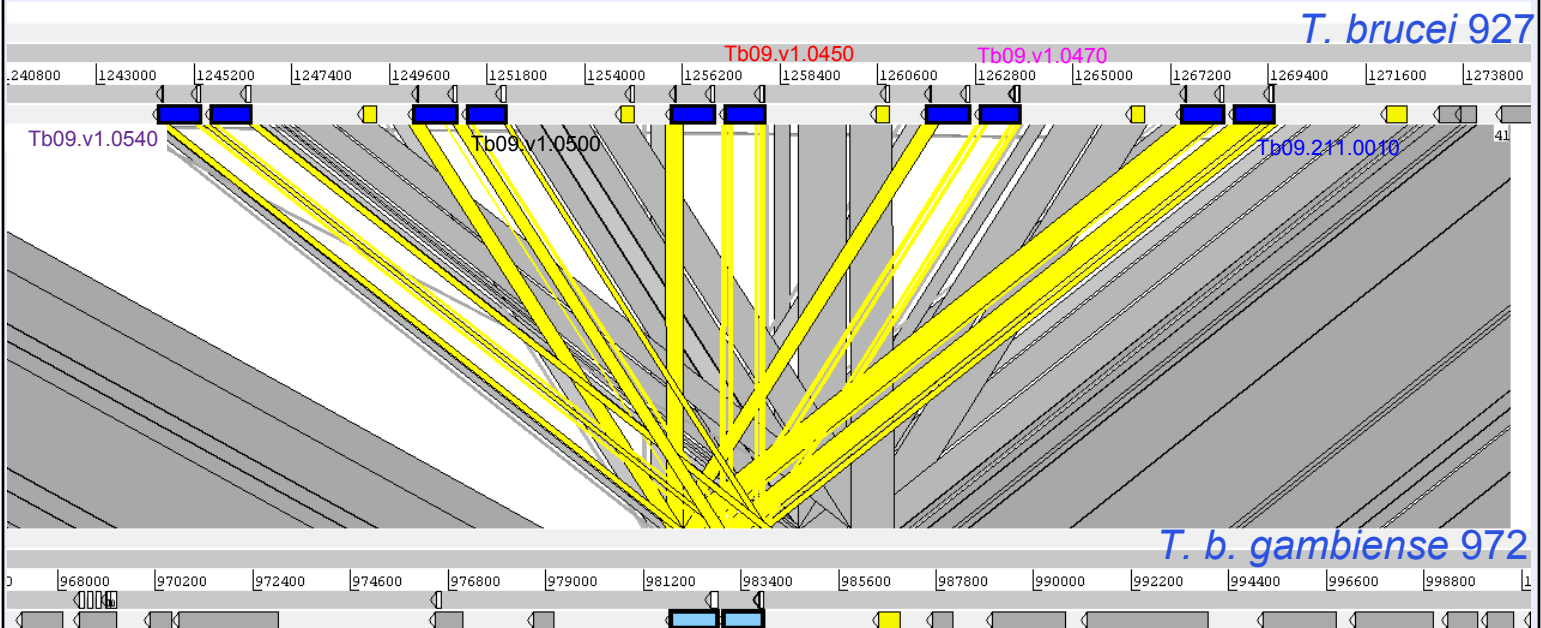 T. brucei 927
Tb09.v1.0450 Tb09.v1.0470
240800 1243000 1245200 1247400 1249600 1251800 1254000 1256200 1258400 1260600 1262800 1265000 1267200 1269400 1271600 1273800
Tb09.v1.0540 Tb09.v1.0500 Tb09.211.0010 41
T. b. gambiense 972
968000 970200 972400 974600 976800 979000 981200 983400 985600 987800 990000 992200 994400 996600 998800